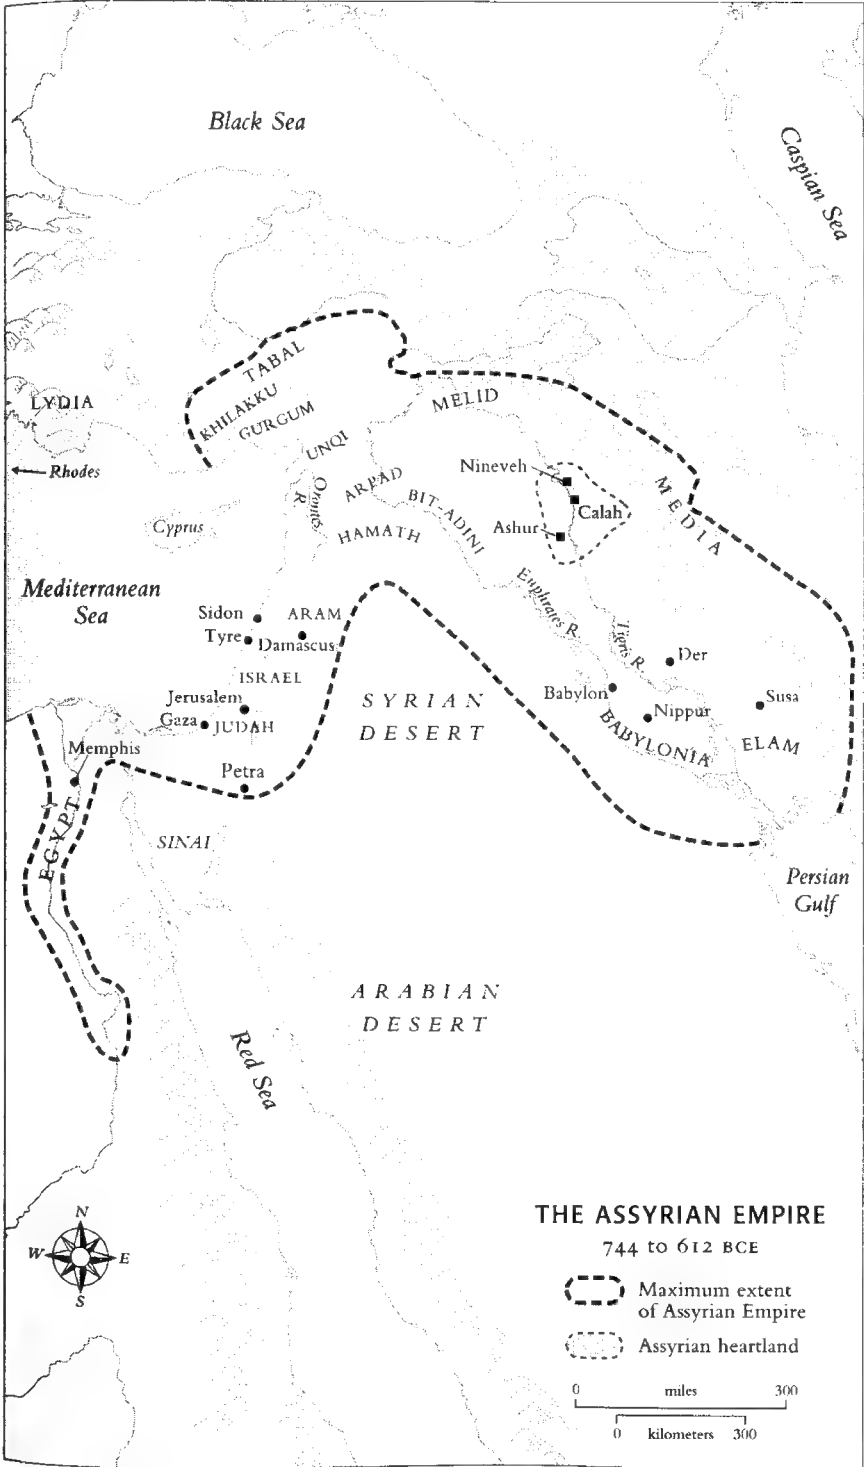 Black Sea
Caspian Sea
TABAL
KHILAKKU
GURGUM
MELID
LYDIA
UNQI
Rhodes
Nineveh
MEDIA
Orontes
R.
ARPAD
BIT-ADINI
Calah
Cyprus
Ashur
HAMATH
Mediterranean
Sea
Euphrates R.
Sidon
ARAM
Tigris R.
Tyre
Damascus
Der
ISRAEL
Jerusalem
Babylon
Susa
Gaza
JUDAH
SYRIAN
DESERT
Nippur
BABYLONIA
ELAM
Memphis
Petra
EGYPT
SINAI
Persian
Gulf
ARABIAN
DESERT
Red Sea
N
W
E
S
THE ASSYRIAN EMPIRE
744 to 612 BCE
Maximum extent
of Assyrian Empire
Assyrian heartland
0 miles 300
0 kilometers 300